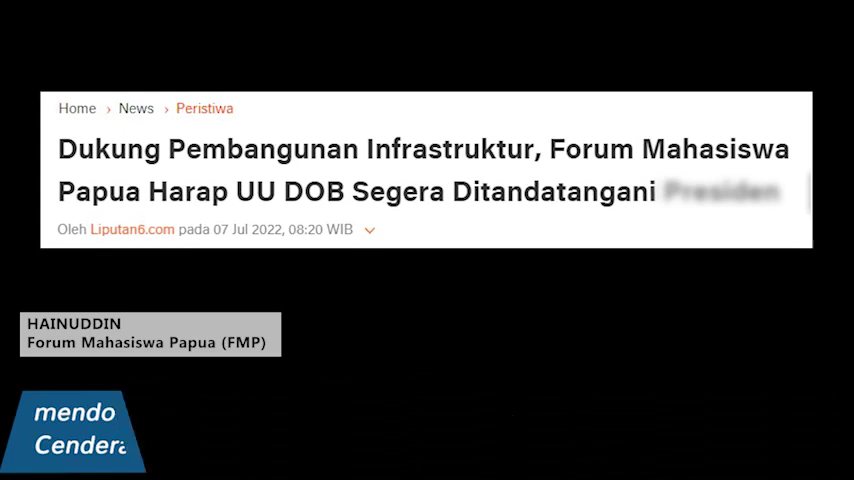 Home › News › Peristiwa
Dukung Pembangunan Infrastruktur, Forum Mahasiswa
Papua Harap UU DOB Segera Ditandatangani Presiden
Oleh Liputan6.com pada 07 Jul 2022, 08:20 WIB
HAINUDDIN
Forum Mahasiswa Papua (FMP)
mendo
Cendera